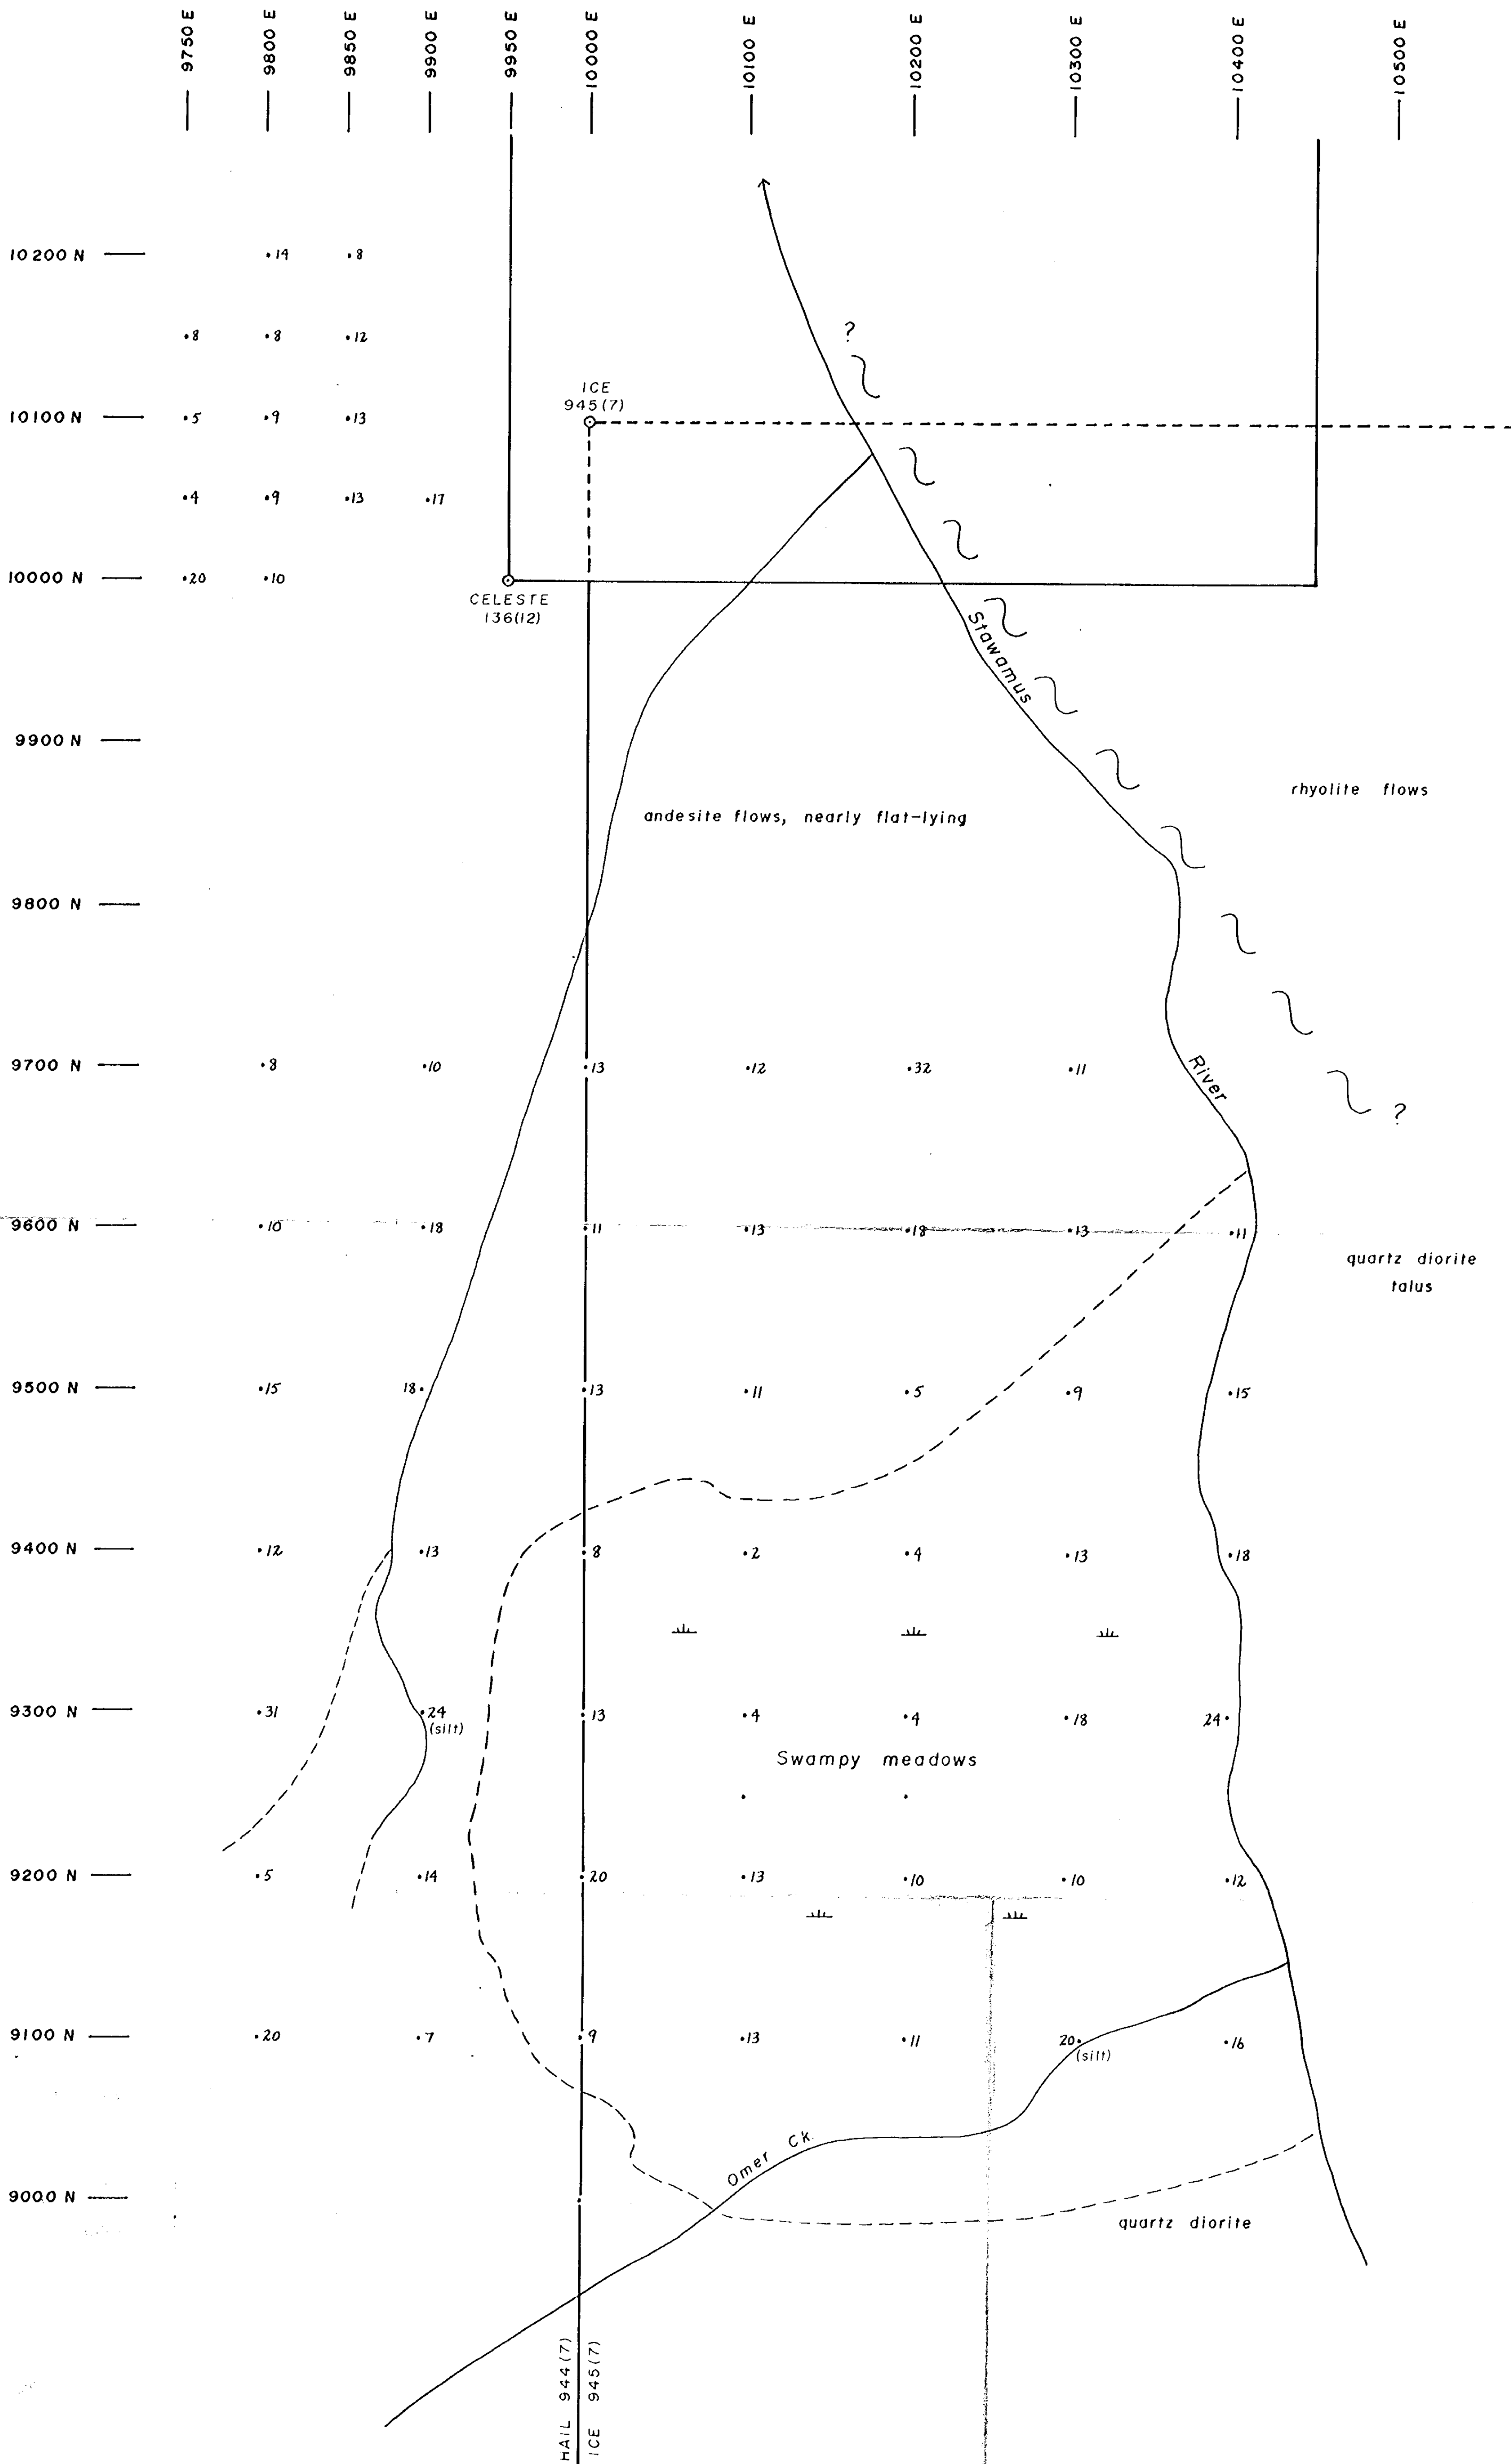 9750 E
9800 E
9850 E
9900 E
9950 E
10000 E
10100 E
10200 E
10300 E
10400 E
10500 E
10200 N
.14 .8
.8 .8 .12
?
ICE
945(7)
10100 N .5 .9 .13
.4 .9 .13 .17
10000 N .20 .10
CELESTE
136(12)
Stawamus
9900 N
rhyolite flows
andesite flows, nearly flat-lying
9800 N
9700 N .8 .10 .13 .12 .32 .11
River
?
9600 N .10 .18 .11 .13 .18 .13 .11
quartz diorite
talus
9500 N .15 18. .13 .11 .5 .9 .15
9400 N .12 .13 .8 .2 .4 .13 .18
9300 N .31 .24 .13 .4 .4 .18 24.
(silt)
Swampy meadows
9200 N .5 .14 .20 .13 .10 .10 .12
9100 N .20 .7 .9 .13 .11 20. .16
(silt)
Omer Ck.
9000 N
quartz diorite
HAIL 944(7)
ICE 945(7)